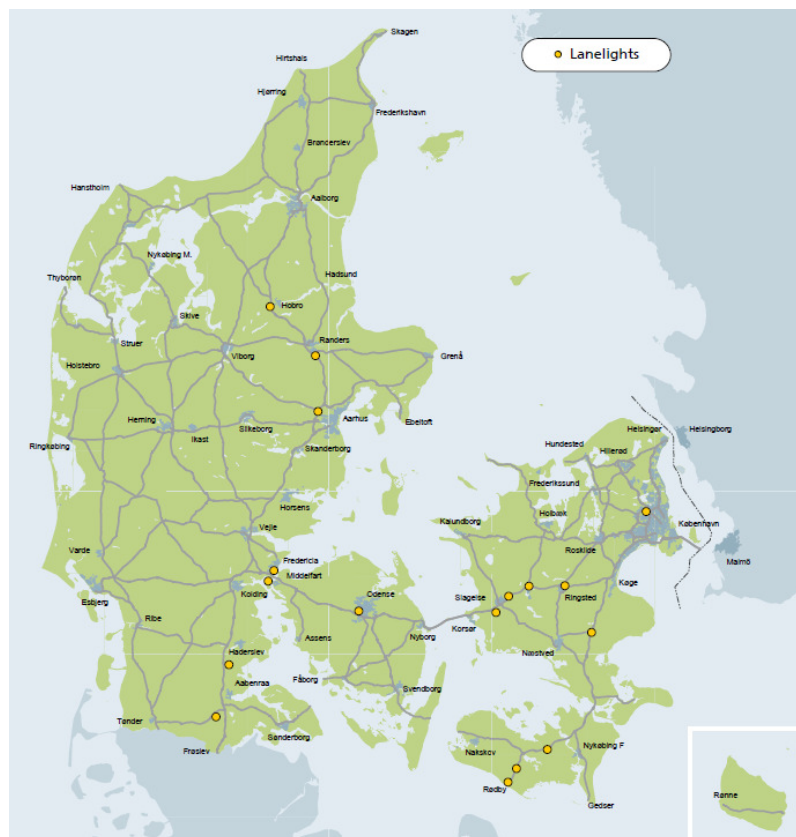 Skagen
Lanelights
Hirtshals
Hjørring
Frederikshavn
Brøncerslev
Hanstholm
Aalborg
Nykøbing M.
Thyborøn
Hadsund
Hobro
Skive
Struer
Randers
Viborg
Grenå
Holstebro
Herning
Ikast
Silkeborg
Aarhus
Ebeltoft
Helsingør
Helsingborg
Ringkøbing
Skanderborg
Hundested
Hillerød
Frederikssund
Horsens
Holbæk
Kalundborg
København
Vejle
Varde
Roskilde
Fredericia
Malmö
Middelfart
Køge
Esbjerg
Kolding
Odense
Slagelse
Ringsted
Ribe
Nyborg
Korsør
Assens
Haderslev
Næstved
Fåborg
Aabenraa
Svendborg
Tønder
Sønderborg
Frøslev
Nakskov
Nykøbing F
Rødby
Rønne
Gedser